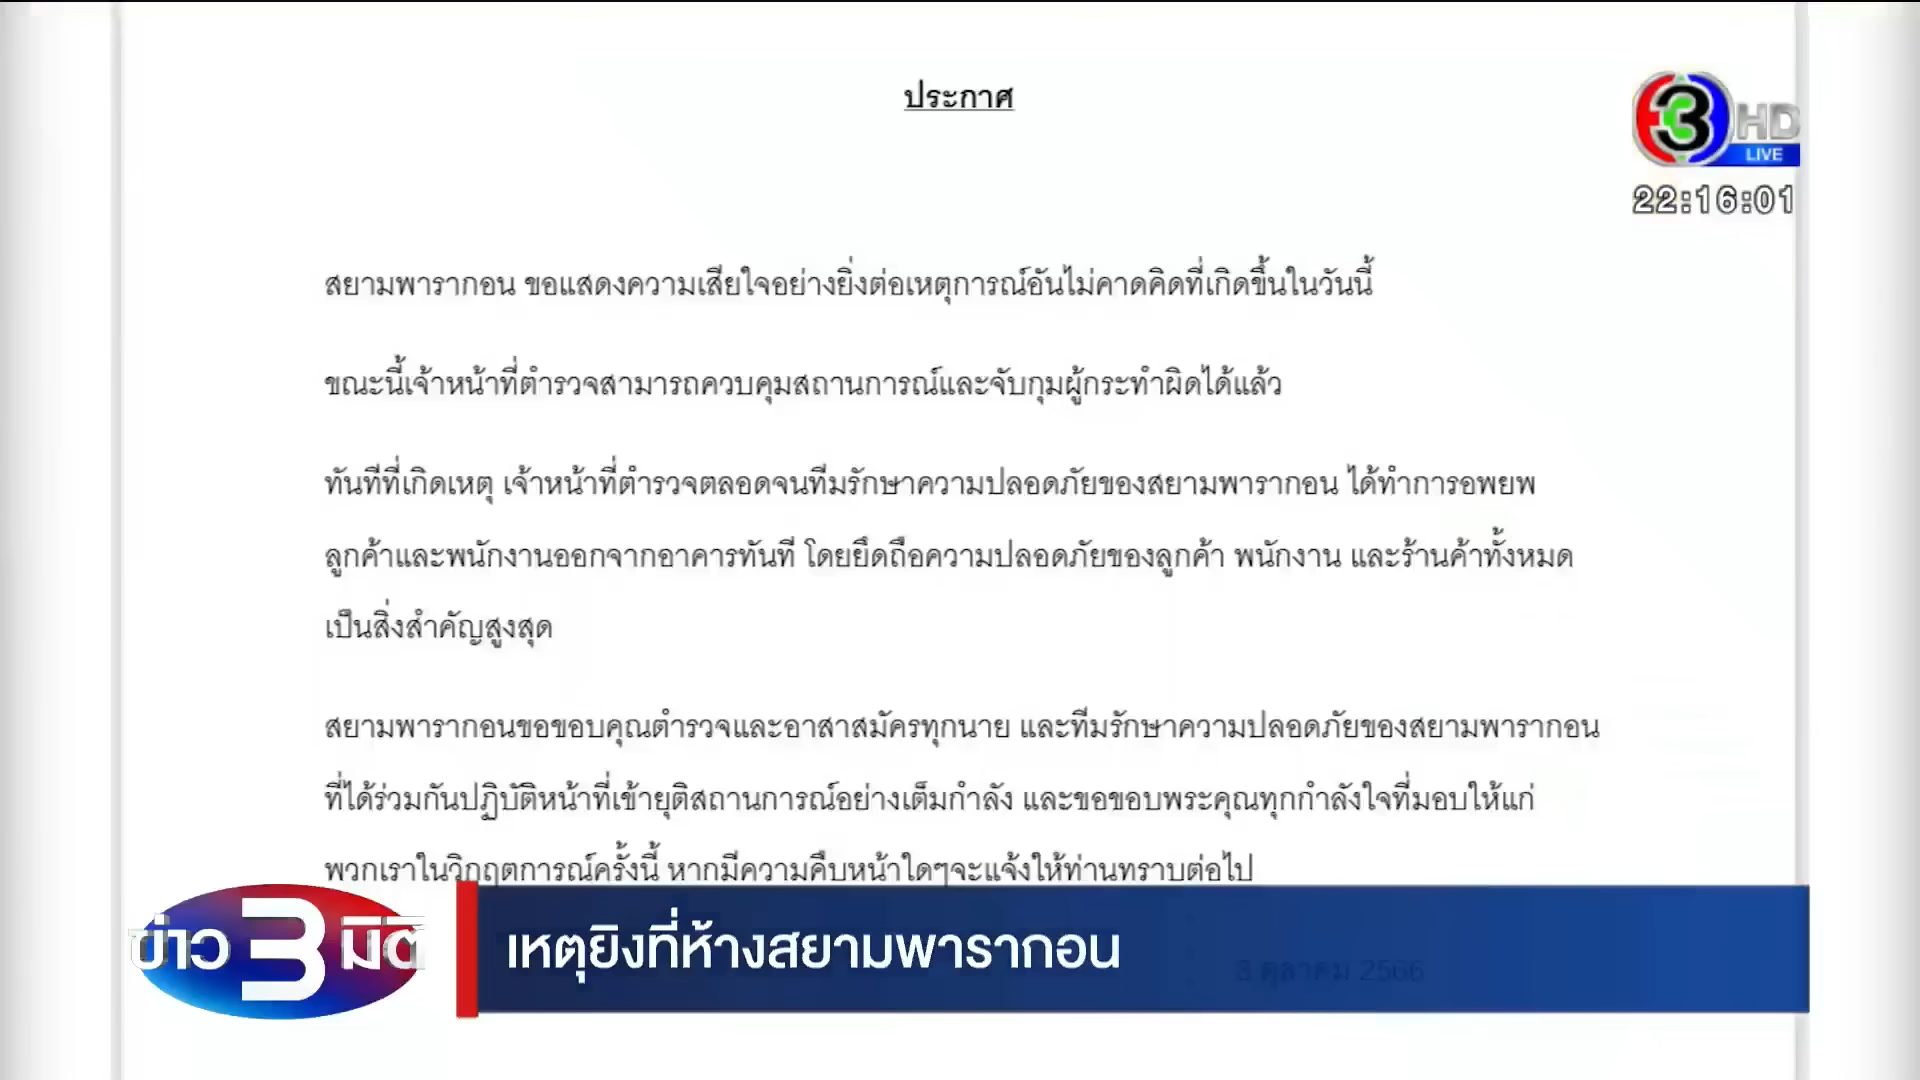 ประกาศ
3 HD
LIVE
22:16:01
สยามพารากอน ขอแสดงความเสียใจอย่างยิ่งต่อเหตุการณ์อันไม่คาดคิดที่เกิดขึ้นในวันนี้
ขณะนี้เจ้าหน้าที่ตำรวจสามารถควบคุมสถานการณ์และจับกุมผู้กระทำผิดได้แล้ว
ทันทีที่เกิดเหตุ เจ้าหน้าที่ตำรวจตลอดจนทีมรักษาความปลอดภัยของสยามพารากอน ได้ทำการอพยพ
ลูกค้าและพนักงานออกจากอาคารทันที โดยยึดถือความปลอดภัยของลูกค้า พนักงาน และร้านค้าทั้งหมด
เป็นสิ่งสำคัญสูงสุด
สยามพารากอนขอขอบคุณตำรวจและอาสาสมัครทุกนาย และทีมรักษาความปลอดภัยของสยามพารากอน
ที่ได้ร่วมกันปฏิบัติหน้าที่เข้ายุติสถานการณ์อย่างเต็มกำลัง และขอขอบพระคุณทุกกำลังใจที่มอบให้แก่
พวกเราในวิกฤตการณ์ครั้งนี้ หากมีความคืบหน้าใดๆจะแจ้งให้ท่านทราบต่อไป
ข่าว 3 มิติ
เหตุยิงที่ห้างสยามพารากอน
3 ตุลาคม 2566